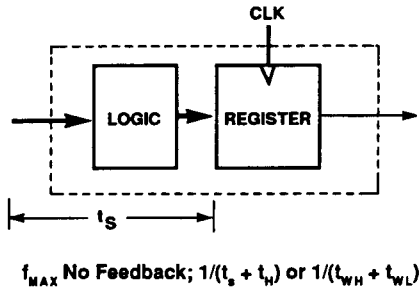 CLK
LOGIC
REGISTER
tS
fMAX No Feedback; 1/(ts + tH) or 1/(tWH + tWL)